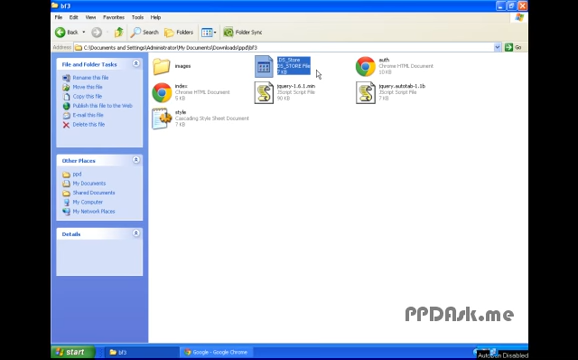 bf3
File Edit View Favorites Tools Help
Back Search Folders Folder Sync
Address C:\Documents and Settings\Administrator\My Documents\Downloads\ppd\bf3 Go
File and Folder Tasks
Rename this file
Move this file
Copy this file
Publish this file to the Web
E-mail this file
Delete this file
Other Places
ppd
My Documents
Shared Documents
My Computer
My Network Places
Details
images
.DS_Store
DS_STORE File
7 KB
auth
Chrome HTML Document
10 KB
index
Chrome HTML Document
5 KB
jquery-1.6.1.min
JScript Script File
90 KB
jquery.autotab-1.1b
JScript Script File
7 KB
style
Cascading Style Sheet Document
7 KB
PPDAsk.me
start bf3 Google - Google Chrome